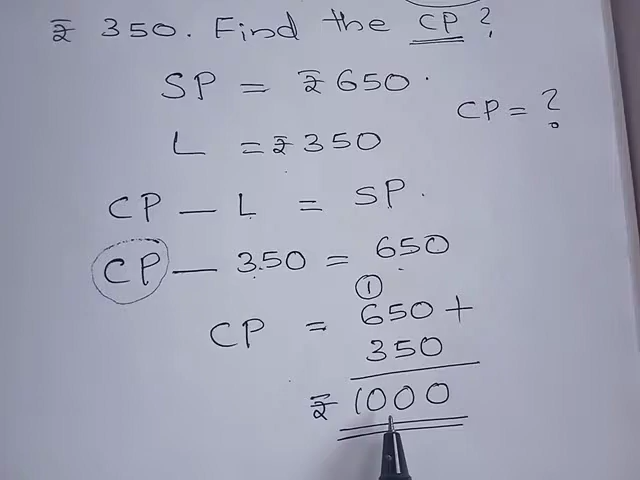 ₹ 350. Find the CP ?
SP = ₹ 650.
CP = ?
L = ₹ 350
CP — L = SP.
CP — 350 = 650
1
CP = 650 +
350
₹ 1000